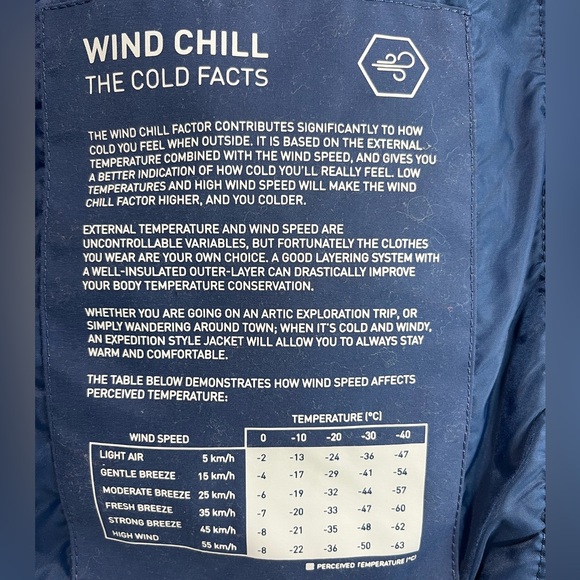 WIND CHILL
THE COLD FACTS
THE WIND CHILL FACTOR CONTRIBUTES SIGNIFICANTLY TO HOW
COLD YOU FEEL WHEN OUTSIDE. IT IS BASED ON THE EXTERNAL
TEMPERATURE COMBINED WITH THE WIND SPEED, AND GIVES YOU
A BETTER INDICATION OF HOW COLD YOU'LL REALLY FEEL. LOW
TEMPERATURES AND HIGH WIND SPEED WILL MAKE THE WIND
CHILL FACTOR HIGHER, AND YOU COLDER.
EXTERNAL TEMPERATURE AND WIND SPEED ARE
UNCONTROLLABLE VARIABLES, BUT FORTUNATELY THE CLOTHES
YOU WEAR ARE YOUR OWN CHOICE. A GOOD LAYERING SYSTEM WITH
A WELL-INSULATED OUTER-LAYER CAN DRASTICALLY IMPROVE
YOUR BODY TEMPERATURE CONSERVATION.
WHETHER YOU ARE GOING ON AN ARTIC EXPLORATION TRIP, OR
SIMPLY WANDERING AROUND TOWN; WHEN IT'S COLD AND WINDY,
AN EXPEDITION STYLE JACKET WILL ALLOW YOU TO ALWAYS STAY
WARM AND COMFORTABLE.
THE TABLE BELOW DEMONSTRATES HOW WIND SPEED AFFECTS
PERCEIVED TEMPERATURE:
TEMPERATURE (°C)
WIND SPEED 0 -10 -20 -30 -40
LIGHT AIR 5 km/h -2 -13 -24 -36 -47
GENTLE BREEZE 15 km/h -4 -17 -29 -41 -54
MODERATE BREEZE 25 km/h -6 -19 -32 -44 -57
FRESH BREEZE 35 km/h -7 -20 -33 -47 -60
STRONG BREEZE 45 km/h -8 -21 -35 -48 -62
HIGH WIND 55 km/h -8 -22 -36 -50 -63
PERCEIVED TEMPERATURE (°C)